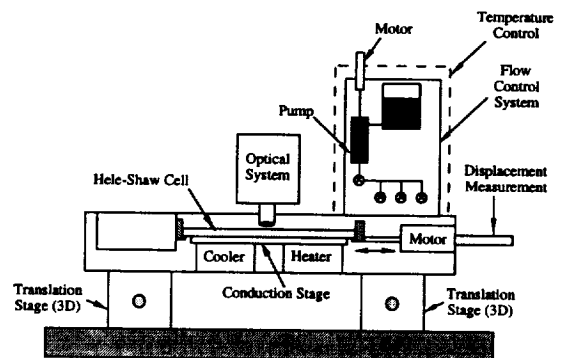 Motor
Temperature
Control
Flow
Control
System
Pump
Optical
System
Displacement
Measurement
Hele-Shaw Cell
Motor
Cooler
Heater
Conduction Stage
Translation
Stage (3D)
Translation
Stage (3D)